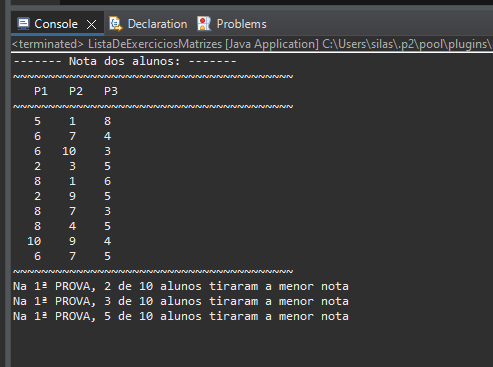 Console Declaration Problems
<terminated> ListaDeExerciciosMatrizes [Java Application] C:\Users\silas\.p2\pool\plugins\
------- Nota dos alunos: -------
~~~~~~~~~~~~~~~~~~~~~~~~~~~~~~~~~~~~~~~~
P1 P2 P3
~~~~~~~~~~~~~~~~~~~~~~~~~~~~~~~~~~~~~~~~
5 1 8
6 7 4
6 10 3
2 3 5
8 1 6
2 9 5
8 7 3
8 4 5
10 9 4
6 7 5
~~~~~~~~~~~~~~~~~~~~~~~~~~~~~~~~~~~~~~~~
Na 1ª PROVA, 2 de 10 alunos tiraram a menor nota
Na 1ª PROVA, 3 de 10 alunos tiraram a menor nota
Na 1ª PROVA, 5 de 10 alunos tiraram a menor nota